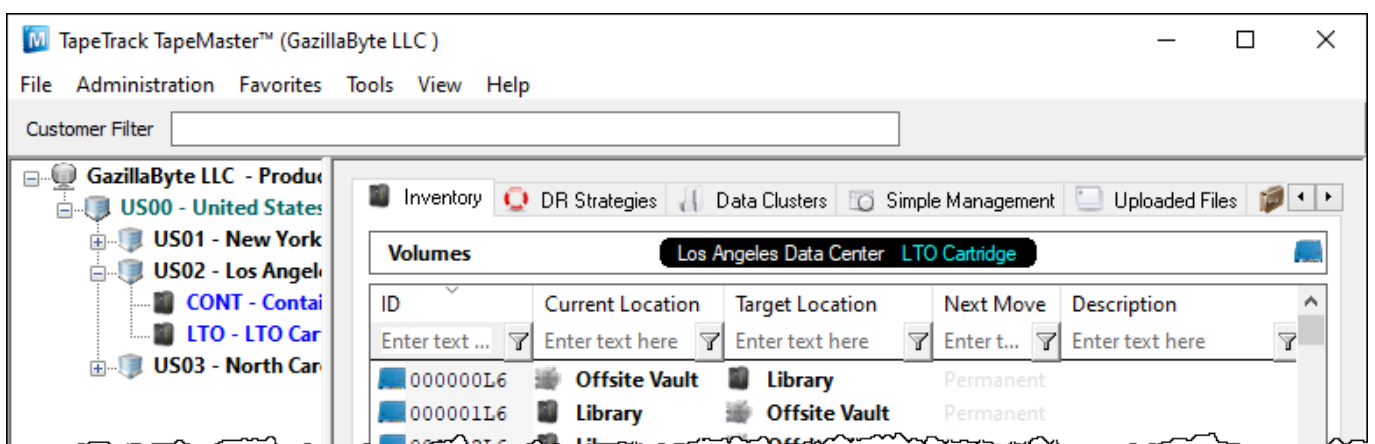 TapeTrack TapeMaster™ (GazillaByte LLC )
File Administration Favorites Tools View Help
Customer Filter
GazillaByte LLC - Produc
US00 - United States
US01 - New York
US02 - Los Angel
CONT - Contai
LTO - LTO Car
US03 - North Car
Inventory DR Strategies Data Clusters Simple Management Uploaded Files
Volumes Los Angeles Data Center LTO Cartridge
ID Current Location Target Location Next Move Description
Enter text ... Enter text here Enter text here Enter t... Enter text here
000000L6 Offsite Vault Library Permanent
000001L6 Library Offsite Vault Permanent